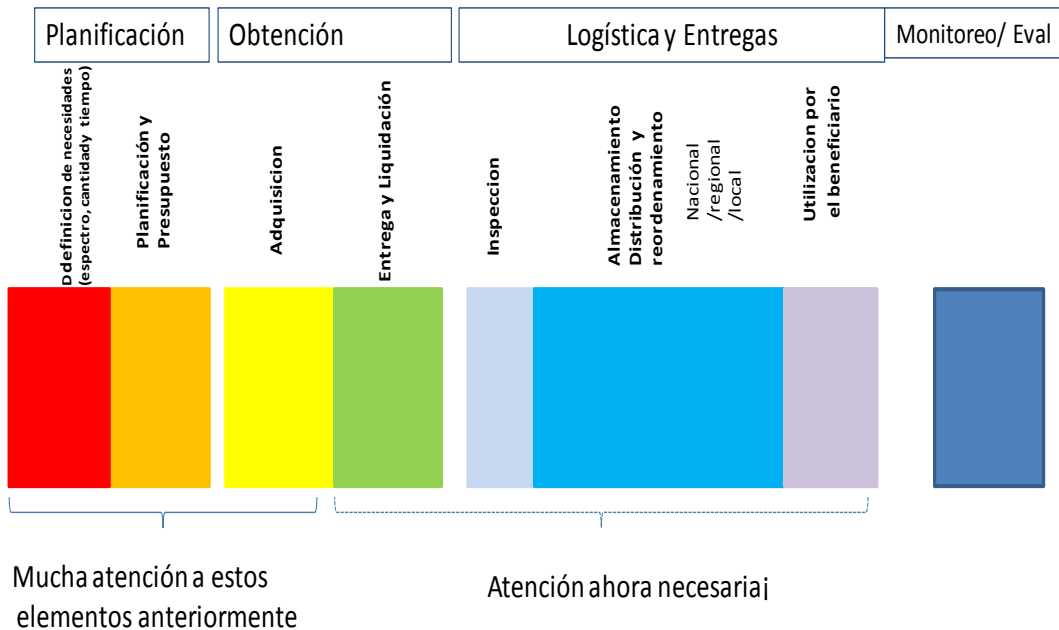 Planificación
Obtención
Logística y Entregas
Monitoreo/ Eval
Ddefinicion de necesidades
(espectro, cantidady tiempo)
Planificación y
Presupuesto
Adquisicion
Entrega y Liquidación
Inspeccion
Almacenamiento
Distribución y
reordenamiento
Nacional
/regional
/local
Utilizacion por
el beneficiario
Mucha atención a estos
elementos anteriormente
Atención ahora necesaria¡